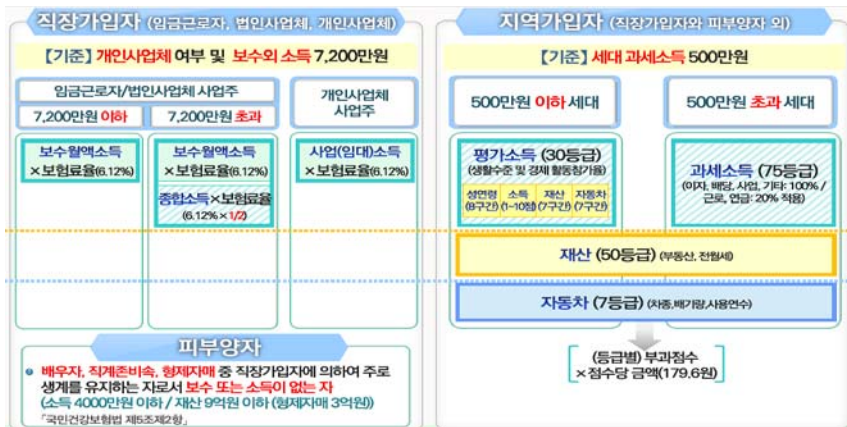 직장가입자 (임금근로자, 법인사업체, 개인사업체)
【기준】 개인사업체 여부 및 보수외 소득 7,200만원
임금근로자/법인사업체 사업주
7,200만원 이하
7,200만원 초과
개인사업체
사업주
보수월액소득
×보험료율(6.12%)
보수월액소득
×보험료율(6.12%)
종합소득×보험료율
(6.12%×1/2)
사업(임대)소득
×보험료율(6.12%)
피부양자
배우자, 직계존비속, 형제자매 중 직장가입자에 의하여 주로
생계를 유지하는 자로서 보수 또는 소득이 없는 자
(소득 4000만원 이하 / 재산 9억원 이하 (형제자매 3억원))
「국민건강보험법 제5조제2항」
지역가입자 (직장가입자와 피부양자 외)
【기준】 세대 과세소득 500만원
500만원 이하 세대
500만원 초과 세대
평가소득 (30등급)
(생활수준 및 경제 활동참가율)
성연령 소득 재산 자동차
(8구간) (1~10점) (7구간) (7구간)
과세소득 (75등급)
(이자, 배당, 사업, 기타: 100% /
근로, 연금: 20% 적용)
재산 (50등급) (부동산, 전월세)
자동차 (7등급) (차종,배기량,사용연수)
(등급별) 부과점수
×점수당 금액(179.6원)